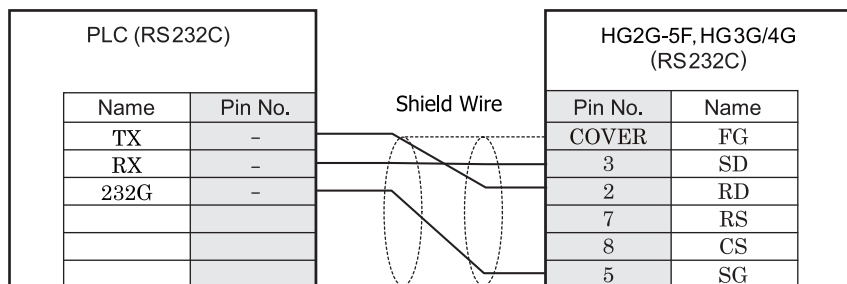 PLC (RS232C)
HG2G-5F, HG3G/4G
(RS232C)
Shield Wire
Name Pin No.
TX –
RX –
232G –
Pin No. Name
COVER FG
3 SD
2 RD
7 RS
8 CS
5 SG